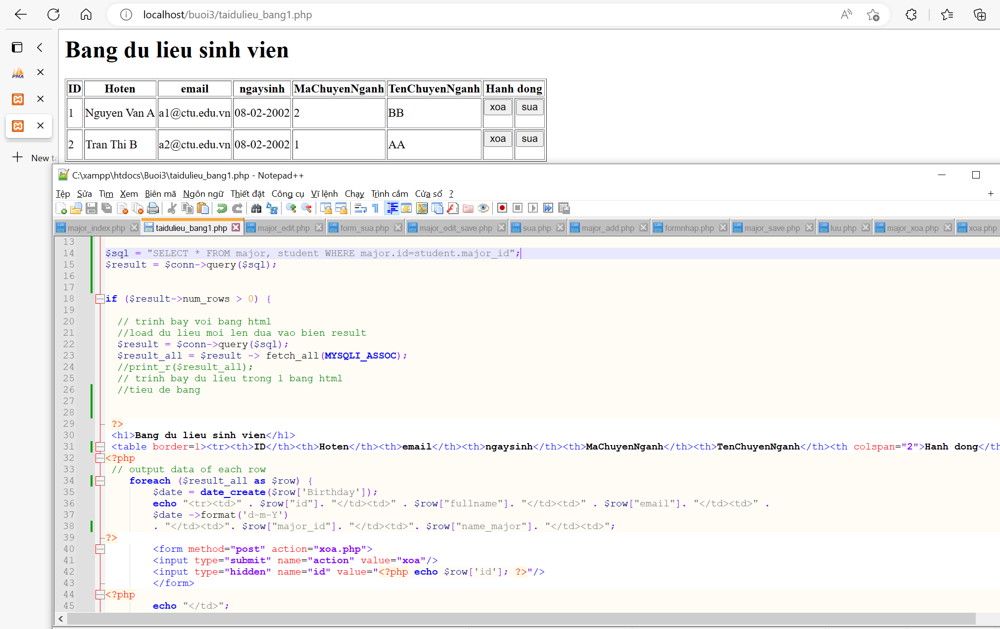 localhost/buoi3/taidulieu_bang1.php
Bang du lieu sinh vien
ID Hoten email ngaysinh MaChuyenNganh TenChuyenNganh Hanh dong
1 Nguyen Van A a1@ctu.edu.vn 08-02-2002 2 BB xoa sua
2 Tran Thi B a2@ctu.edu.vn 08-02-2002 1 AA xoa sua
PMA
New ta
C:\xampp\htdocs\Buoi3\taidulieu_bang1.php - Notepad++
Tệp Sửa Tìm Xem Biên mã Ngôn ngữ Thiết đặt Công cụ Vĩ lệnh Chạy Trình cắm Cửa sổ ?
major_index.php taidulieu_bang1.php major_edit.php form_sua.php major_edit_save.php sua.php major_add.php formnhap.php major_save.php luu.php major_xoa.php xoa.php
13
14 $sql = "SELECT * FROM major, student WHERE major.id=student.major_id";
15 $result = $conn->query($sql);
16
17
18 if ($result->num_rows > 0) {
19
20 // trinh bay voi bang html
21 //load du lieu moi len dua vao bien result
22 $result = $conn->query($sql);
23 $result_all = $result -> fetch_all(MYSQLI_ASSOC);
24 //print_r($result_all);
25 // trinh bay du lieu trong 1 bang html
26 //tieu de bang
27
28
29 ?>
30 <h1>Bang du lieu sinh vien</h1>
31 <table border=1><tr><th>ID</th><th>Hoten</th><th>email</th><th>ngaysinh</th><th>MaChuyenNganh</th><th>TenChuyenNganh</th><th colspan="2">Hanh dong</th
32 <?php
33 // output data of each row
34 foreach ($result_all as $row) {
35 $date = date_create($row['Birthday']);
36 echo "<tr><td>" . $row["id"]. "</td><td>" . $row["fullname"]. "</td><td>" . $row["email"]. "</td><td>" .
37 $date ->format('d-m-Y')
38 . "</td><td>". $row["major_id"]. "</td><td>". $row["name_major"]. "</td><td>";
39 ?>
40 <form method="post" action="xoa.php">
41 <input type="submit" name="action" value="xoa"/>
42 <input type="hidden" name="id" value="<?php echo $row['id']; ?>"/>
43 </form>
44 <?php
45 echo "</td>";